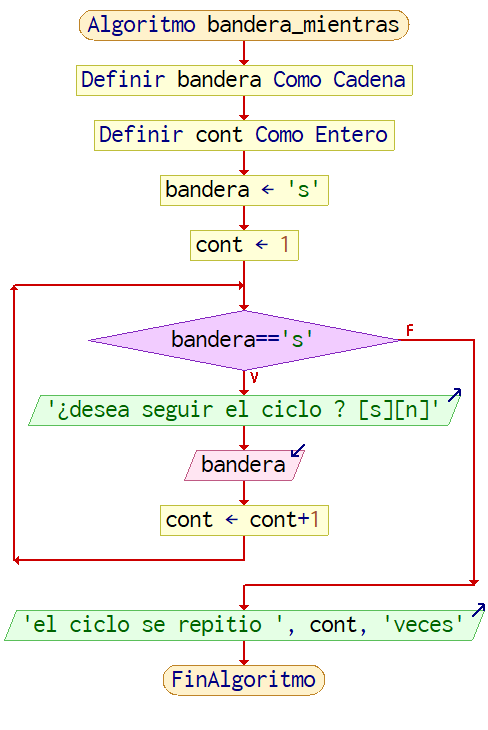 Algoritmo bandera_mientras
Definir bandera Como Cadena
Definir cont Como Entero
bandera ← 's'
cont ← 1
bandera=='s'
F
V
'¿desea seguir el ciclo ? [s][n]'
bandera
cont ← cont+1
'el ciclo se repitio ', cont, 'veces'
FinAlgoritmo